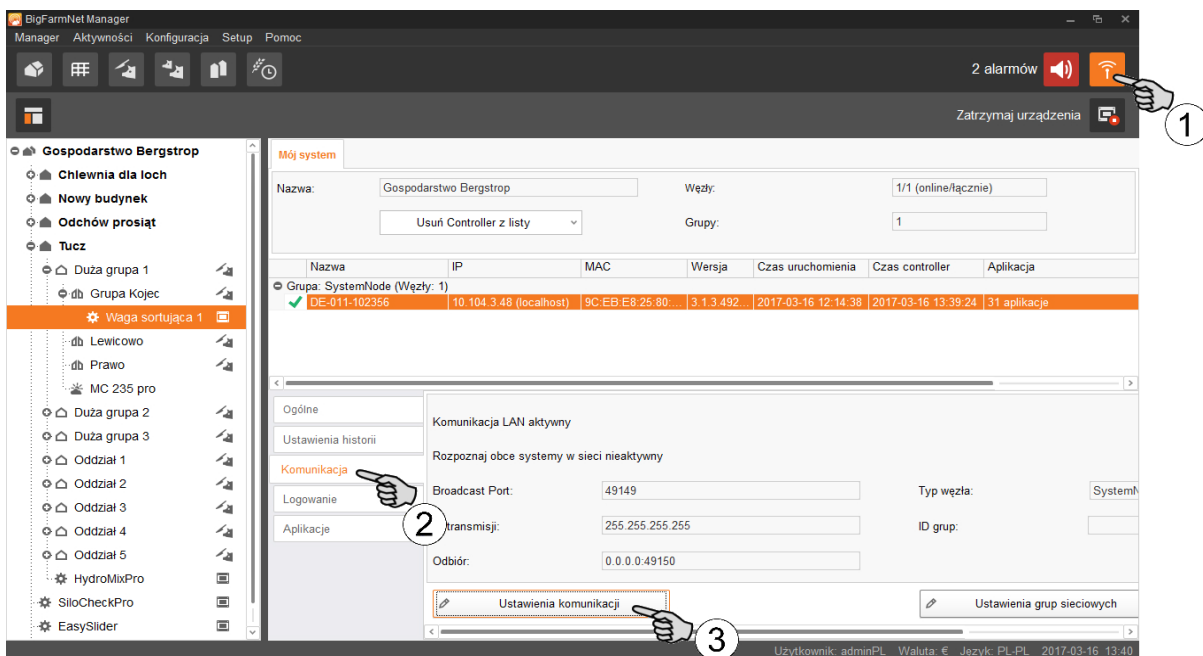 BigFarmNet Manager
Manager Aktywności Konfiguracja Setup Pomoc
2 alarmów
1
Zatrzymaj urządzenia
Gospodarstwo Bergstrop
Chlewnia dla loch
Nowy budynek
Odchów prosiąt
Tucz
Duża grupa 1
Grupa Kojec
Waga sortująca 1
Lewicowo
Prawo
MC 235 pro
Duża grupa 2
Duża grupa 3
Oddział 1
Oddział 2
Oddział 3
Oddział 4
Oddział 5
HydroMixPro
SiloCheckPro
EasySlider
Mój system
Nazwa: Gospodarstwo Bergstrop Węzły: 1/1 (online/łącznie)
Usuń Controller z listy Grupy: 1
Nazwa IP MAC Wersja Czas uruchomienia Czas controller Aplikacja
Grupa: SystemNode (Węzły: 1)
DE-011-102356 10.104.3.48 (localhost) 9C:EB:E8:25:80:... 3.1.3.492... 2017-03-16 12:14:38 2017-03-16 13:39:24 31 aplikacje
Ogólne
Ustawienia historii
Komunikacja
Logowanie
Aplikacje
2
Komunikacja LAN aktywny
Rozpoznaj obce systemy w sieci nieaktywny
Broadcast Port: 49149 Typ węzła: SystemN
transmisji: 255.255.255.255 ID grup:
Odbiór: 0.0.0.0:49150
Ustawienia komunikacji Ustawienia grup sieciowych
3
Użytkownik: adminPL Waluta: € Jezyk: PL-PL 2017-03-16 13:40